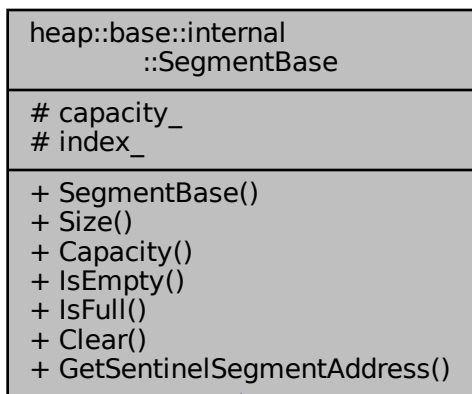 heap::base::internal
::SegmentBase
# capacity_
# index_
+ SegmentBase()
+ Size()
+ Capacity()
+ IsEmpty()
+ IsFull()
+ Clear()
+ GetSentinelSegmentAddress()